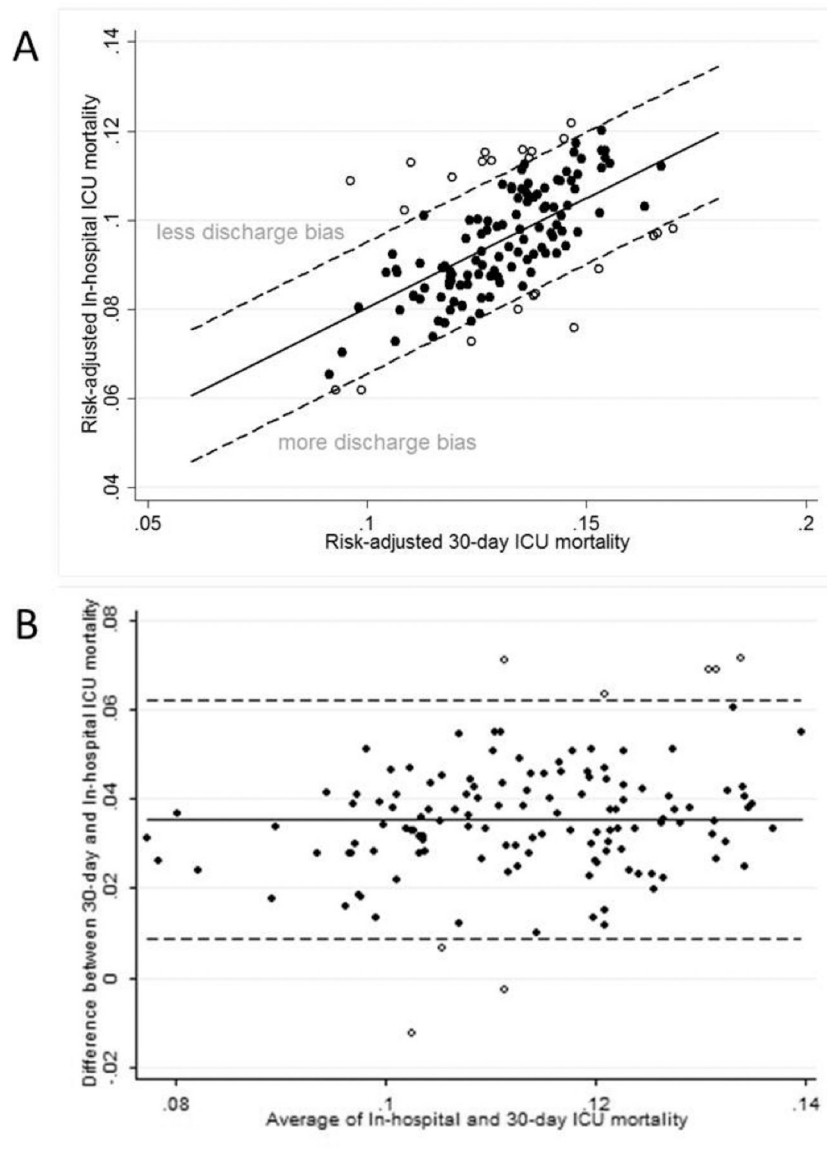 A
Risk-adjusted In-hospital ICU mortality
.14
.12
.1
.08
.06
.04
less discharge bias
more discharge bias
.05
.1
.15
.2
Risk-adjusted 30-day ICU mortality
B
Difference between 30-day and In-hospital ICU mortality
.08
.06
.04
.02
0
-.02
.08
.1
.12
.14
Average of In-hospital and 30-day ICU mortality